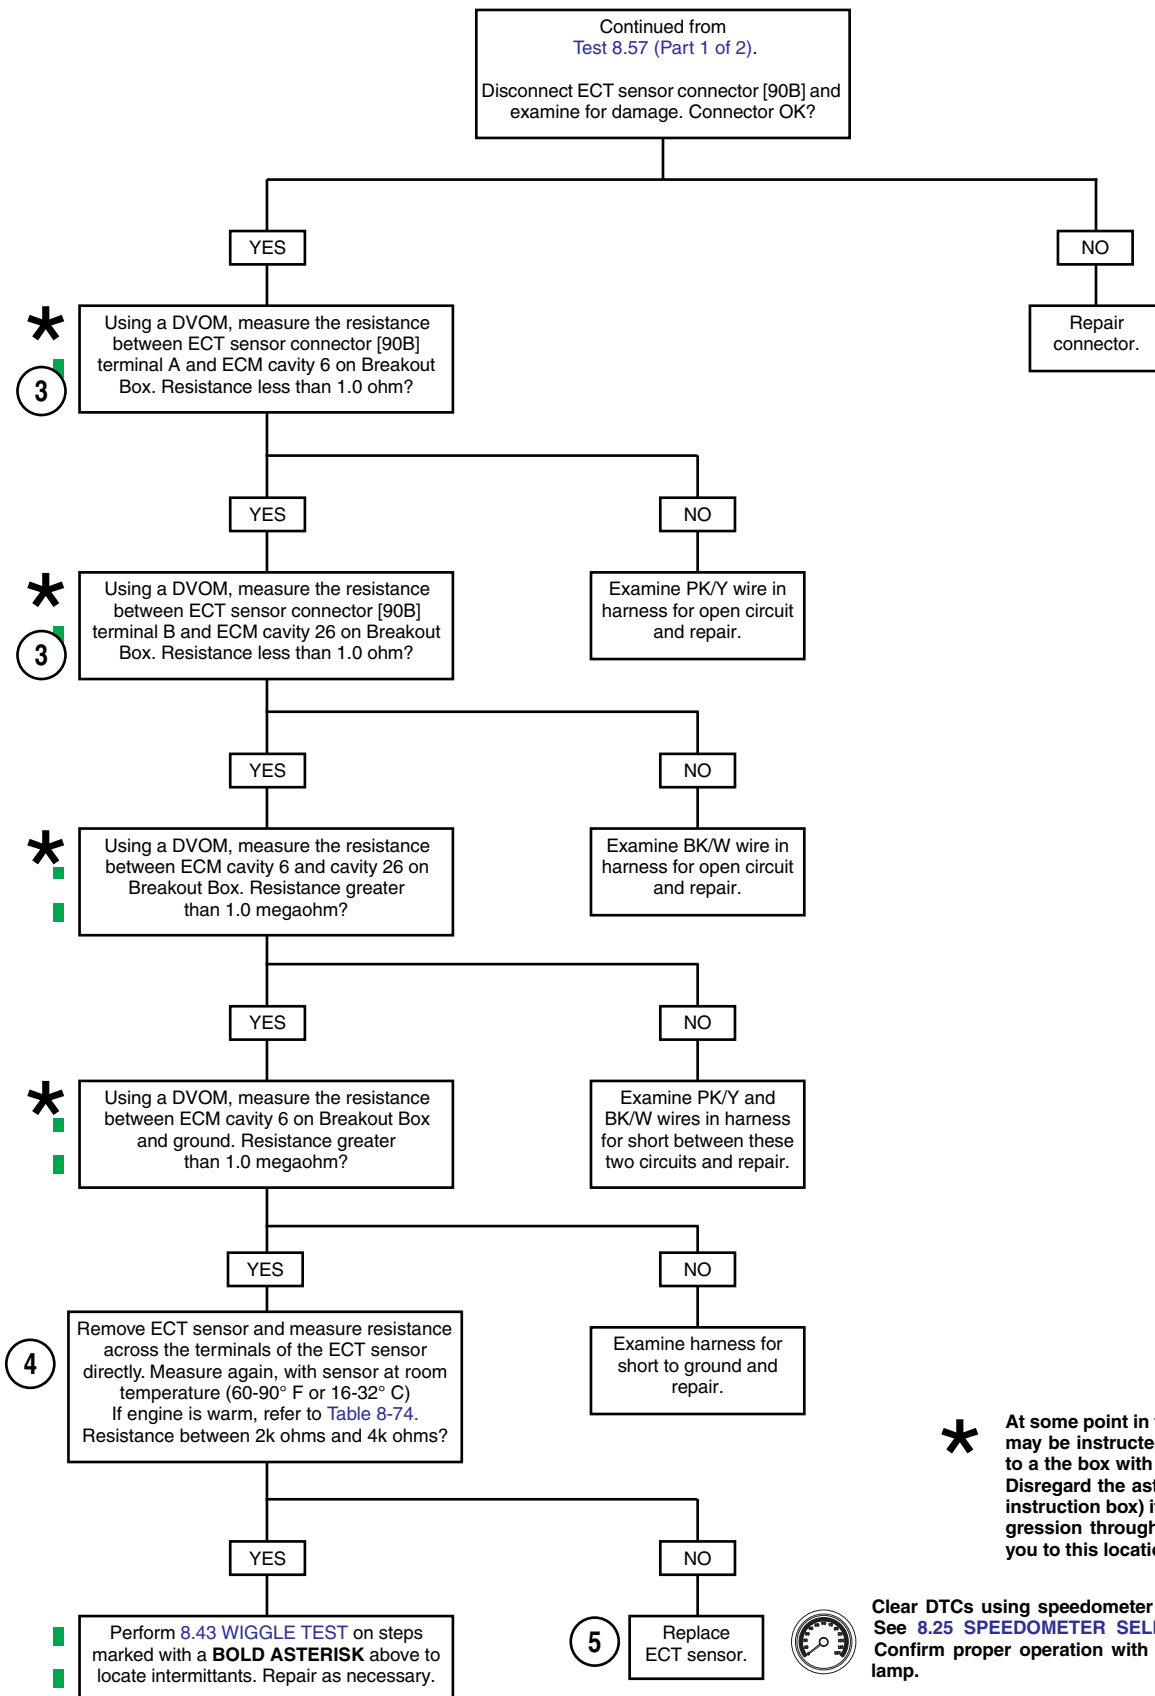 Continued from
Test 8.57 (Part 1 of 2).
Disconnect ECT sensor connector [90B] and
examine for damage. Connector OK?
YES
NO
Using a DVOM, measure the resistance
between ECT sensor connector [90B]
terminal A and ECM cavity 6 on Breakout
Box. Resistance less than 1.0 ohm?
*
3
Repair
connector.
YES
NO
Using a DVOM, measure the resistance
between ECT sensor connector [90B]
terminal B and ECM cavity 26 on Breakout
Box. Resistance less than 1.0 ohm?
*
3
Examine PK/Y wire in
harness for open circuit
and repair.
YES
NO
Using a DVOM, measure the resistance
between ECM cavity 6 and cavity 26 on
Breakout Box. Resistance greater
than 1.0 megaohm?
*
Examine BK/W wire in
harness for open circuit
and repair.
YES
NO
Using a DVOM, measure the resistance
between ECM cavity 6 on Breakout Box
and ground. Resistance greater
than 1.0 megaohm?
*
Examine PK/Y and
BK/W wires in harness
for short between these
two circuits and repair.
YES
NO
4
Remove ECT sensor and measure resistance
across the terminals of the ECT sensor
directly. Measure again, with sensor at room
temperature (60-90° F or 16-32° C)
If engine is warm, refer to Table 8-74.
Resistance between 2k ohms and 4k ohms?
Examine harness for
short to ground and
repair.
*
At some point in
may be instructe
to a the box with
Disregard the ast
instruction box) i
gression through
you to this locati
YES
NO
Perform 8.43 WIGGLE TEST on steps
marked with a BOLD ASTERISK above to
locate intermittants. Repair as necessary.
5
Replace
ECT sensor.
Clear DTCs using speedometer
See 8.25 SPEEDOMETER SEL
Confirm proper operation with
lamp.